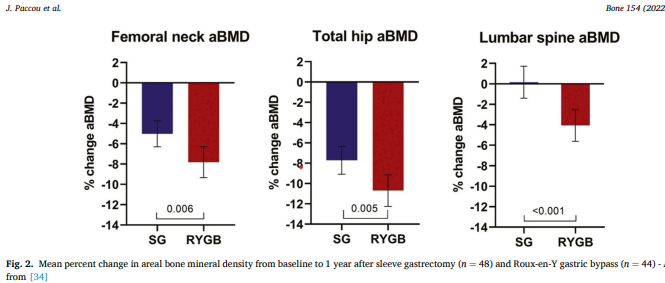 J. Paccou et al.
Bone 154 (2022
Femoral neck aBMD
Total hip aBMD
Lumbar spine aBMD
% change aBMD
2
0
-2
-4
-6
-8
-10
-12
-14
0.006
SG RYGB
% change aBMD
2
0
-2
-4
-6
-8
-10
-12
-14
0.005
SG RYGB
% change aBMD
2
0
-2
-4
-6
-8
-10
-12
-14
<0.001
SG RYGB
Fig. 2. Mean percent change in areal bone mineral density from baseline to 1 year after sleeve gastrectomy (n = 48) and Roux-en-Y gastric bypass (n = 44) -
from [34]